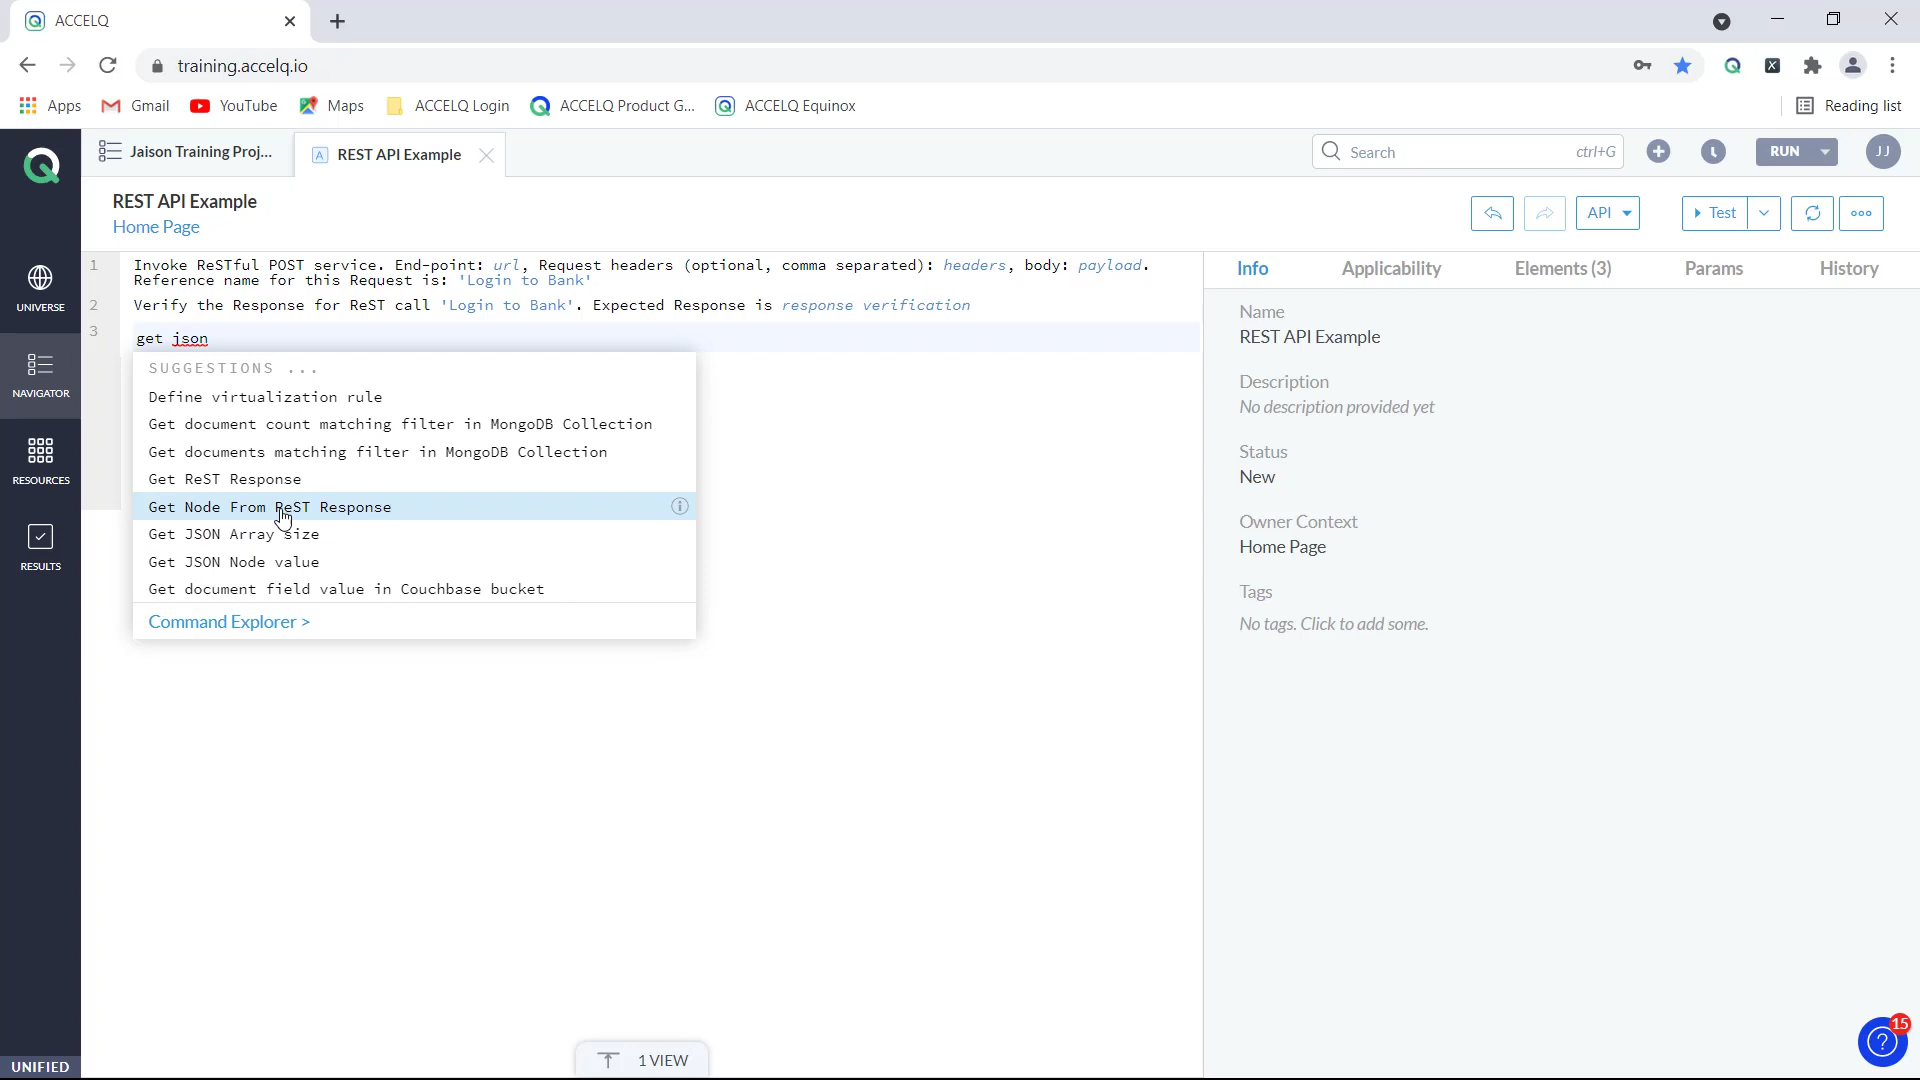 ACCELQ
training.accelq.io
Apps
Gmail
YouTube
Maps
ACCELQ Login
ACCELQ Product G...
ACCELQ Equinox
Reading list
Jaison Training Proj...
REST API Example
Search
ctrl+G
RUN
JJ
REST API Example
Home Page
API
Test
UNIVERSE
NAVIGATOR
RESOURCES
RESULTS
UNIFIED
1 Invoke ReSTful POST service. End-point: url, Request headers (optional, comma separated): headers, body: payload.
Reference name for this Request is: 'Login to Bank'
2 Verify the Response for ReST call 'Login to Bank'. Expected Response is response verification
3 get json
SUGGESTIONS ...
Define virtualization rule
Get document count matching filter in MongoDB Collection
Get documents matching filter in MongoDB Collection
Get ReST Response
Get Node From ReST Response
Get JSON Array size
Get JSON Node value
Get document field value in Couchbase bucket
Command Explorer >
1 VIEW
Info
Applicability
Elements (3)
Params
History
Name
REST API Example
Description
No description provided yet
Status
New
Owner Context
Home Page
Tags
No tags. Click to add some.
15